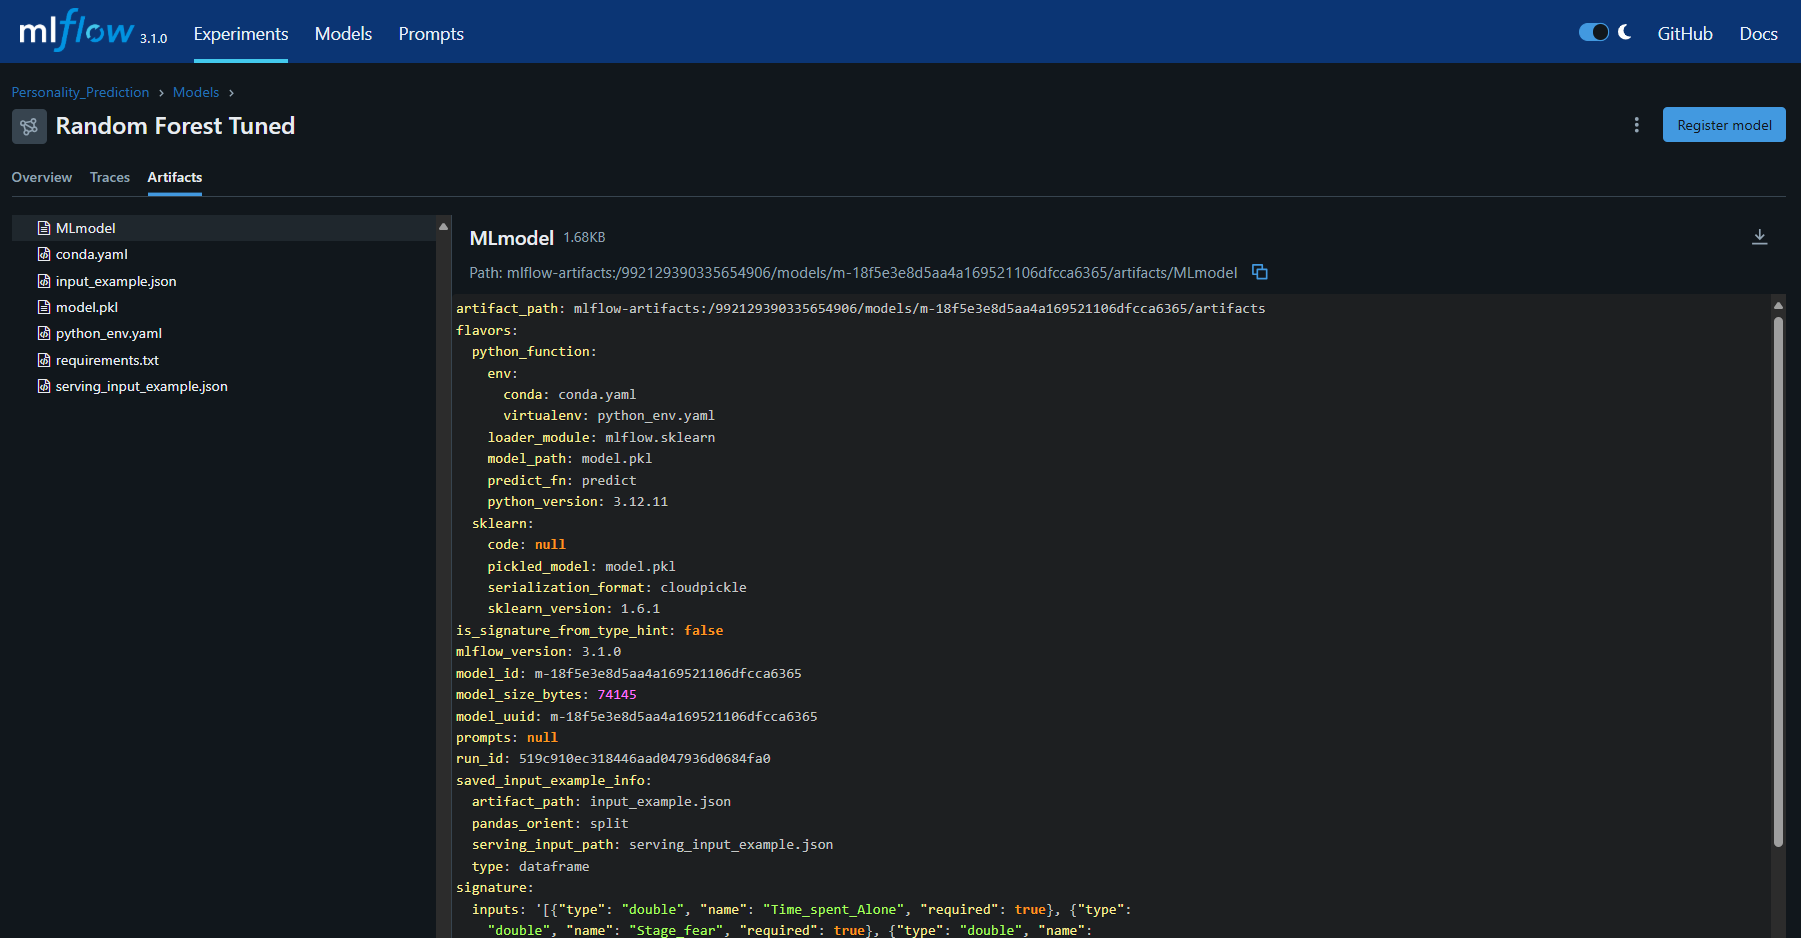 mlflow 3.1.0 Experiments Models Prompts GitHub Docs
Personality_Prediction › Models ›
Random Forest Tuned
Register model
Overview Traces Artifacts
MLmodel
conda.yaml
input_example.json
model.pkl
python_env.yaml
requirements.txt
serving_input_example.json
MLmodel 1.68KB
Path: mlflow-artifacts:/992129390335654906/models/m-18f5e3e8d5aa4a169521106dfcca6365/artifacts/MLmodel
artifact_path: mlflow-artifacts:/992129390335654906/models/m-18f5e3e8d5aa4a169521106dfcca6365/artifacts
flavors:
  python_function:
    env:
      conda: conda.yaml
      virtualenv: python_env.yaml
    loader_module: mlflow.sklearn
    model_path: model.pkl
    predict_fn: predict
    python_version: 3.12.11
  sklearn:
    code: null
    pickled_model: model.pkl
    serialization_format: cloudpickle
    sklearn_version: 1.6.1
is_signature_from_type_hint: false
mlflow_version: 3.1.0
model_id: m-18f5e3e8d5aa4a169521106dfcca6365
model_size_bytes: 74145
model_uuid: m-18f5e3e8d5aa4a169521106dfcca6365
prompts: null
run_id: 519c910ec318446aad047936d0684fa0
saved_input_example_info:
  artifact_path: input_example.json
  pandas_orient: split
  serving_input_path: serving_input_example.json
  type: dataframe
signature:
  inputs: '[{"type": "double", "name": "Time_spent_Alone", "required": true}, {"type":
    "double", "name": "Stage_fear", "required": true}, {"type": "double", "name":